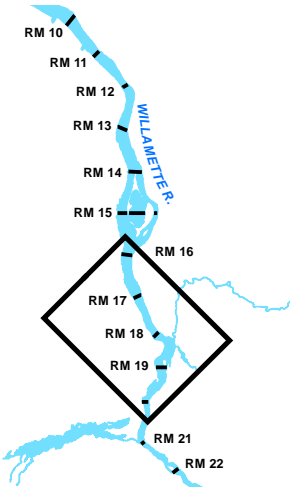 RM 10
RM 11
RM 12
RM 13
WILLAMETTE R.
RM 14
RM 15
RM 16
RM 17
RM 18
RM 19
RM 21
RM 22